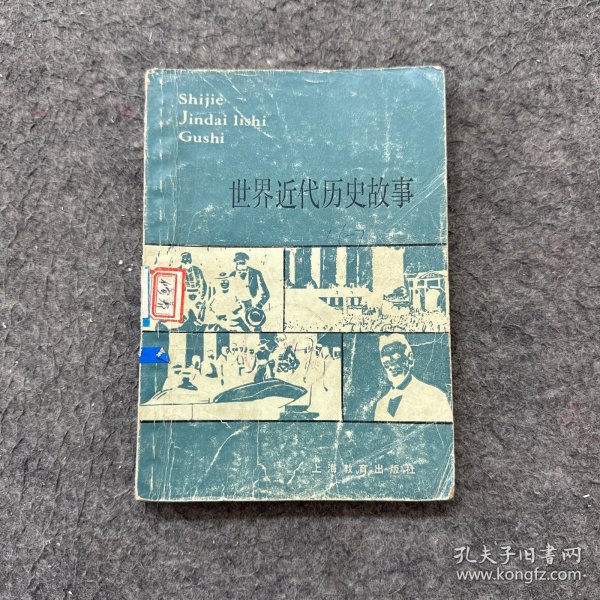 Shijie
Jindai lishi
Gushi
世界近代历史故事
上海教育出版社
孔夫子旧书网
www.kongfz.com